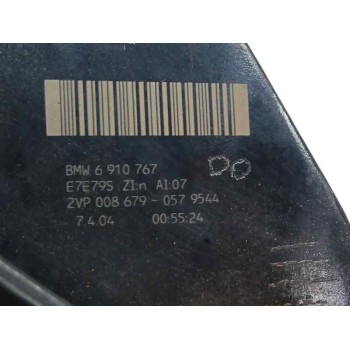 BMW 6 910 767
DO
E7E79S ZI:n AI:07
2VP 008 679 - 057 9544
7 4.04 00:55:24